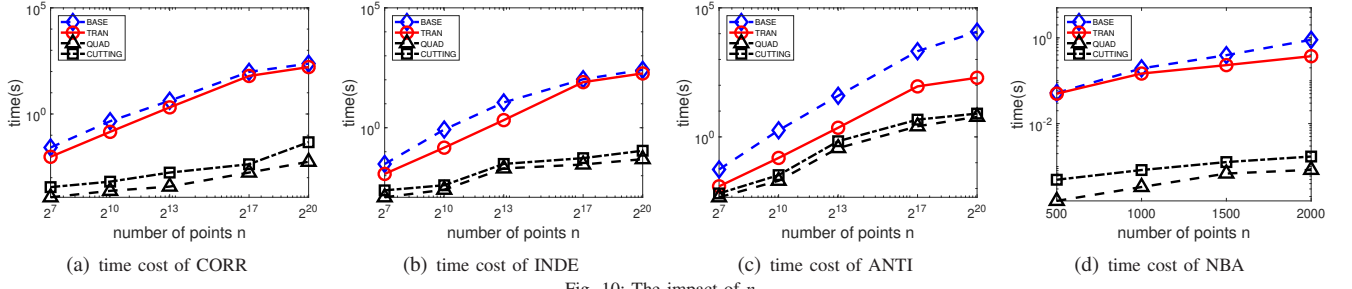 10^5
10^0
time(s)
BASE
TRAN
QUAD
CUTTING
2^7
2^10
2^13
2^17
2^20
number of points n
(a) time cost of CORR
10^5
10^0
time(s)
BASE
TRAN
QUAD
CUTTING
2^7
2^10
2^13
2^17
2^20
number of points n
(b) time cost of INDE
10^5
10^0
time(s)
BASE
TRAN
QUAD
CUTTING
2^7
2^10
2^13
2^17
2^20
number of points n
(c) time cost of ANTI
10^0
10^-2
time(s)
BASE
TRAN
QUAD
CUTTING
500
1000
1500
2000
number of points n
(d) time cost of NBA
Fig. 10: The impact of n